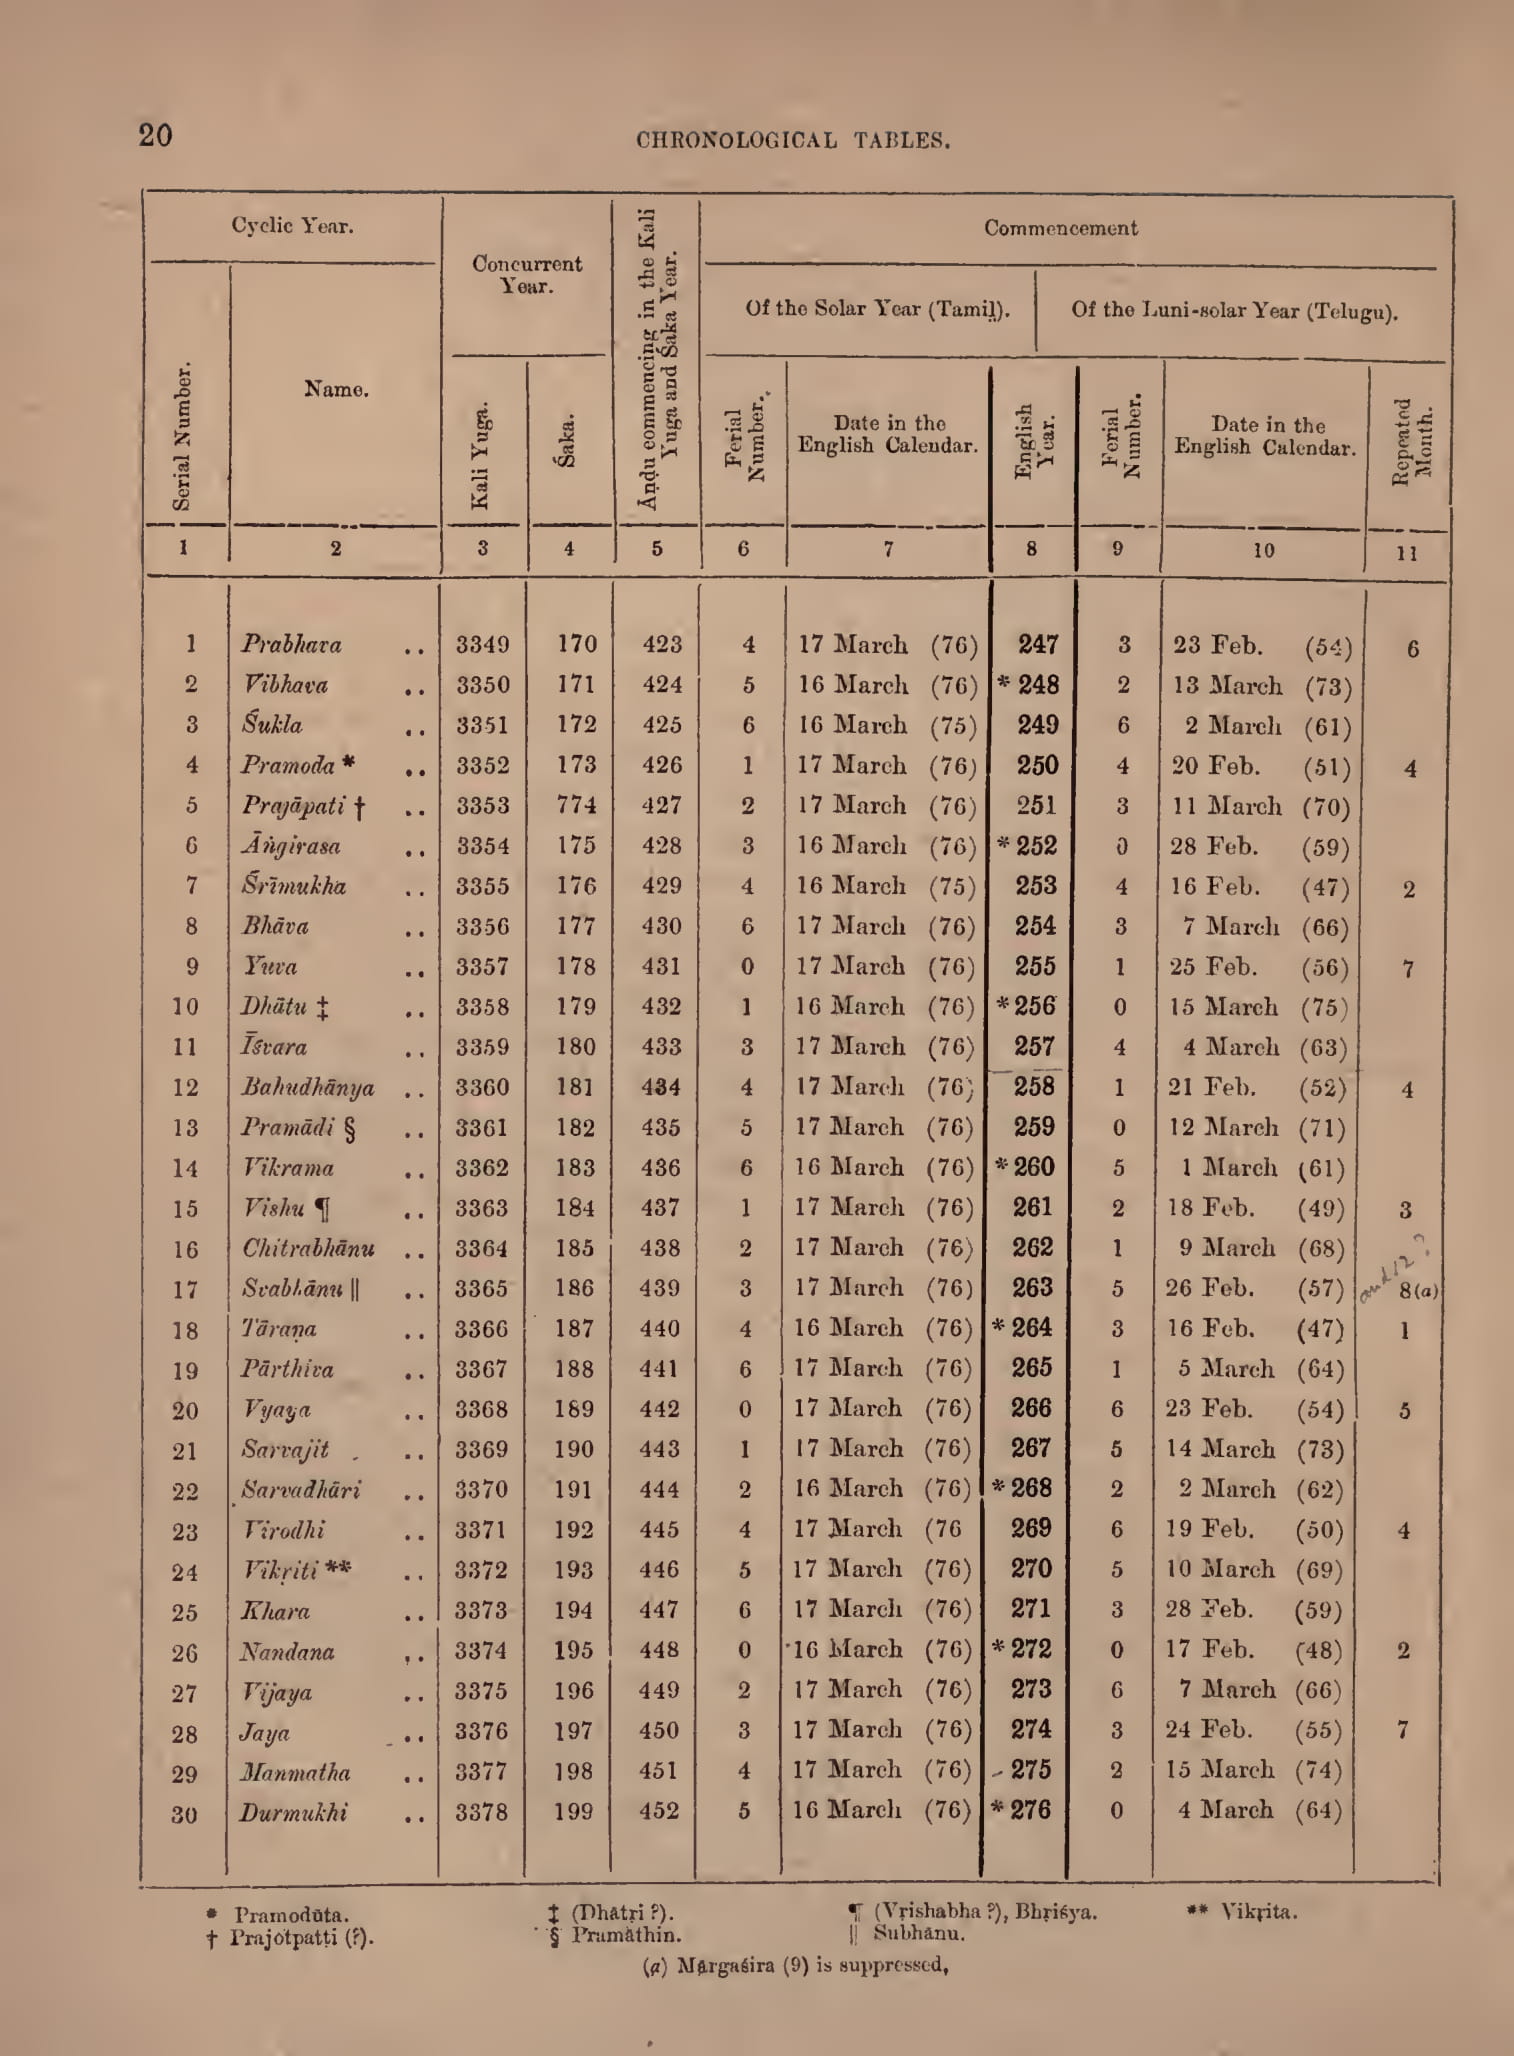 20
CHRONOLOGICAL TABLES.
Cyclic Year.
Concurrent Year.
Āṇḍu commencing in the Kali Yuga and Śaka Year.
Commencement
Of the Solar Year (Tamiḻ).
Of the Luni-solar Year (Telugu).
Serial Number.
Name.
Kali Yuga.
Śaka.
Ferial Number.
Date in the English Calendar.
English Year.
Ferial Number.
Date in the English Calendar.
Repeated Month.
1 2 3 4 5 6 7 8 9 10 11
1 Prabhava .. 3349 170 423 4 17 March (76) 247 3 23 Feb. (54) 6
2 Vibhava .. 3350 171 424 5 16 March (76) * 248 2 13 March (73)
3 Śukla .. 3351 172 425 6 16 March (75) 249 6 2 March (61)
4 Pramoda * .. 3352 173 426 1 17 March (76) 250 4 20 Feb. (51) 4
5 Prajāpati † .. 3353 774 427 2 17 March (76) 251 3 11 March (70)
6 Āṅgirasa .. 3354 175 428 3 16 March (76) * 252 0 28 Feb. (59)
7 Śrīmukha .. 3355 176 429 4 16 March (75) 253 4 16 Feb. (47) 2
8 Bhāva .. 3356 177 430 6 17 March (76) 254 3 7 March (66)
9 Yuva .. 3357 178 431 0 17 March (76) 255 1 25 Feb. (56) 7
10 Dhātu ‡ .. 3358 179 432 1 16 March (76) * 256 0 15 March (75)
11 Īśvara .. 3359 180 433 3 17 March (76) 257 4 4 March (63)
12 Bahudhānya .. 3360 181 434 4 17 March (76) 258 1 21 Feb. (52) 4
13 Pramādi § .. 3361 182 435 5 17 March (76) 259 0 12 March (71)
14 Vikrama .. 3362 183 436 6 16 March (76) * 260 5 1 March (61)
15 Vishu ¶ .. 3363 184 437 1 17 March (76) 261 2 18 Feb. (49) 3
16 Chitrabhānu .. 3364 185 438 2 17 March (76) 262 1 9 March (68)
17 Svabhānu || .. 3365 186 439 3 17 March (76) 263 5 26 Feb. (57) and 12 ? 8(a)
18 Tāraṇa .. 3366 187 440 4 16 March (76) * 264 3 16 Feb. (47) 1
19 Pārthiva .. 3367 188 441 6 17 March (76) 265 1 5 March (64)
20 Vyaya .. 3368 189 442 0 17 March (76) 266 6 23 Feb. (54) 5
21 Sarvajit .. 3369 190 443 1 17 March (76) 267 5 14 March (73)
22 Sarvadhāri .. 3370 191 444 2 16 March (76) * 268 2 2 March (62)
23 Virodhi .. 3371 192 445 4 17 March (76 269 6 19 Feb. (50) 4
24 Vikṛiti ** .. 3372 193 446 5 17 March (76) 270 5 10 March (69)
25 Khara .. 3373 194 447 6 17 March (76) 271 3 28 Feb. (59)
26 Nandana .. 3374 195 448 0 16 March (76) * 272 0 17 Feb. (48) 2
27 Vijaya .. 3375 196 449 2 17 March (76) 273 6 7 March (66)
28 Jaya .. 3376 197 450 3 17 March (76) 274 3 24 Feb. (55) 7
29 Manmatha .. 3377 198 451 4 17 March (76) 275 2 15 March (74)
30 Durmukhi .. 3378 199 452 5 16 March (76) * 276 0 4 March (64)
* Pramodūta. ‡ (Dhātṛi ?). ¶ (Vṛishabha ?), Bhṛiśya. ** Vikṛita.
† Prajōtpatti (?). § Pramāthin. || Subhānu.
(a) Mārgaśira (9) is suppressed,